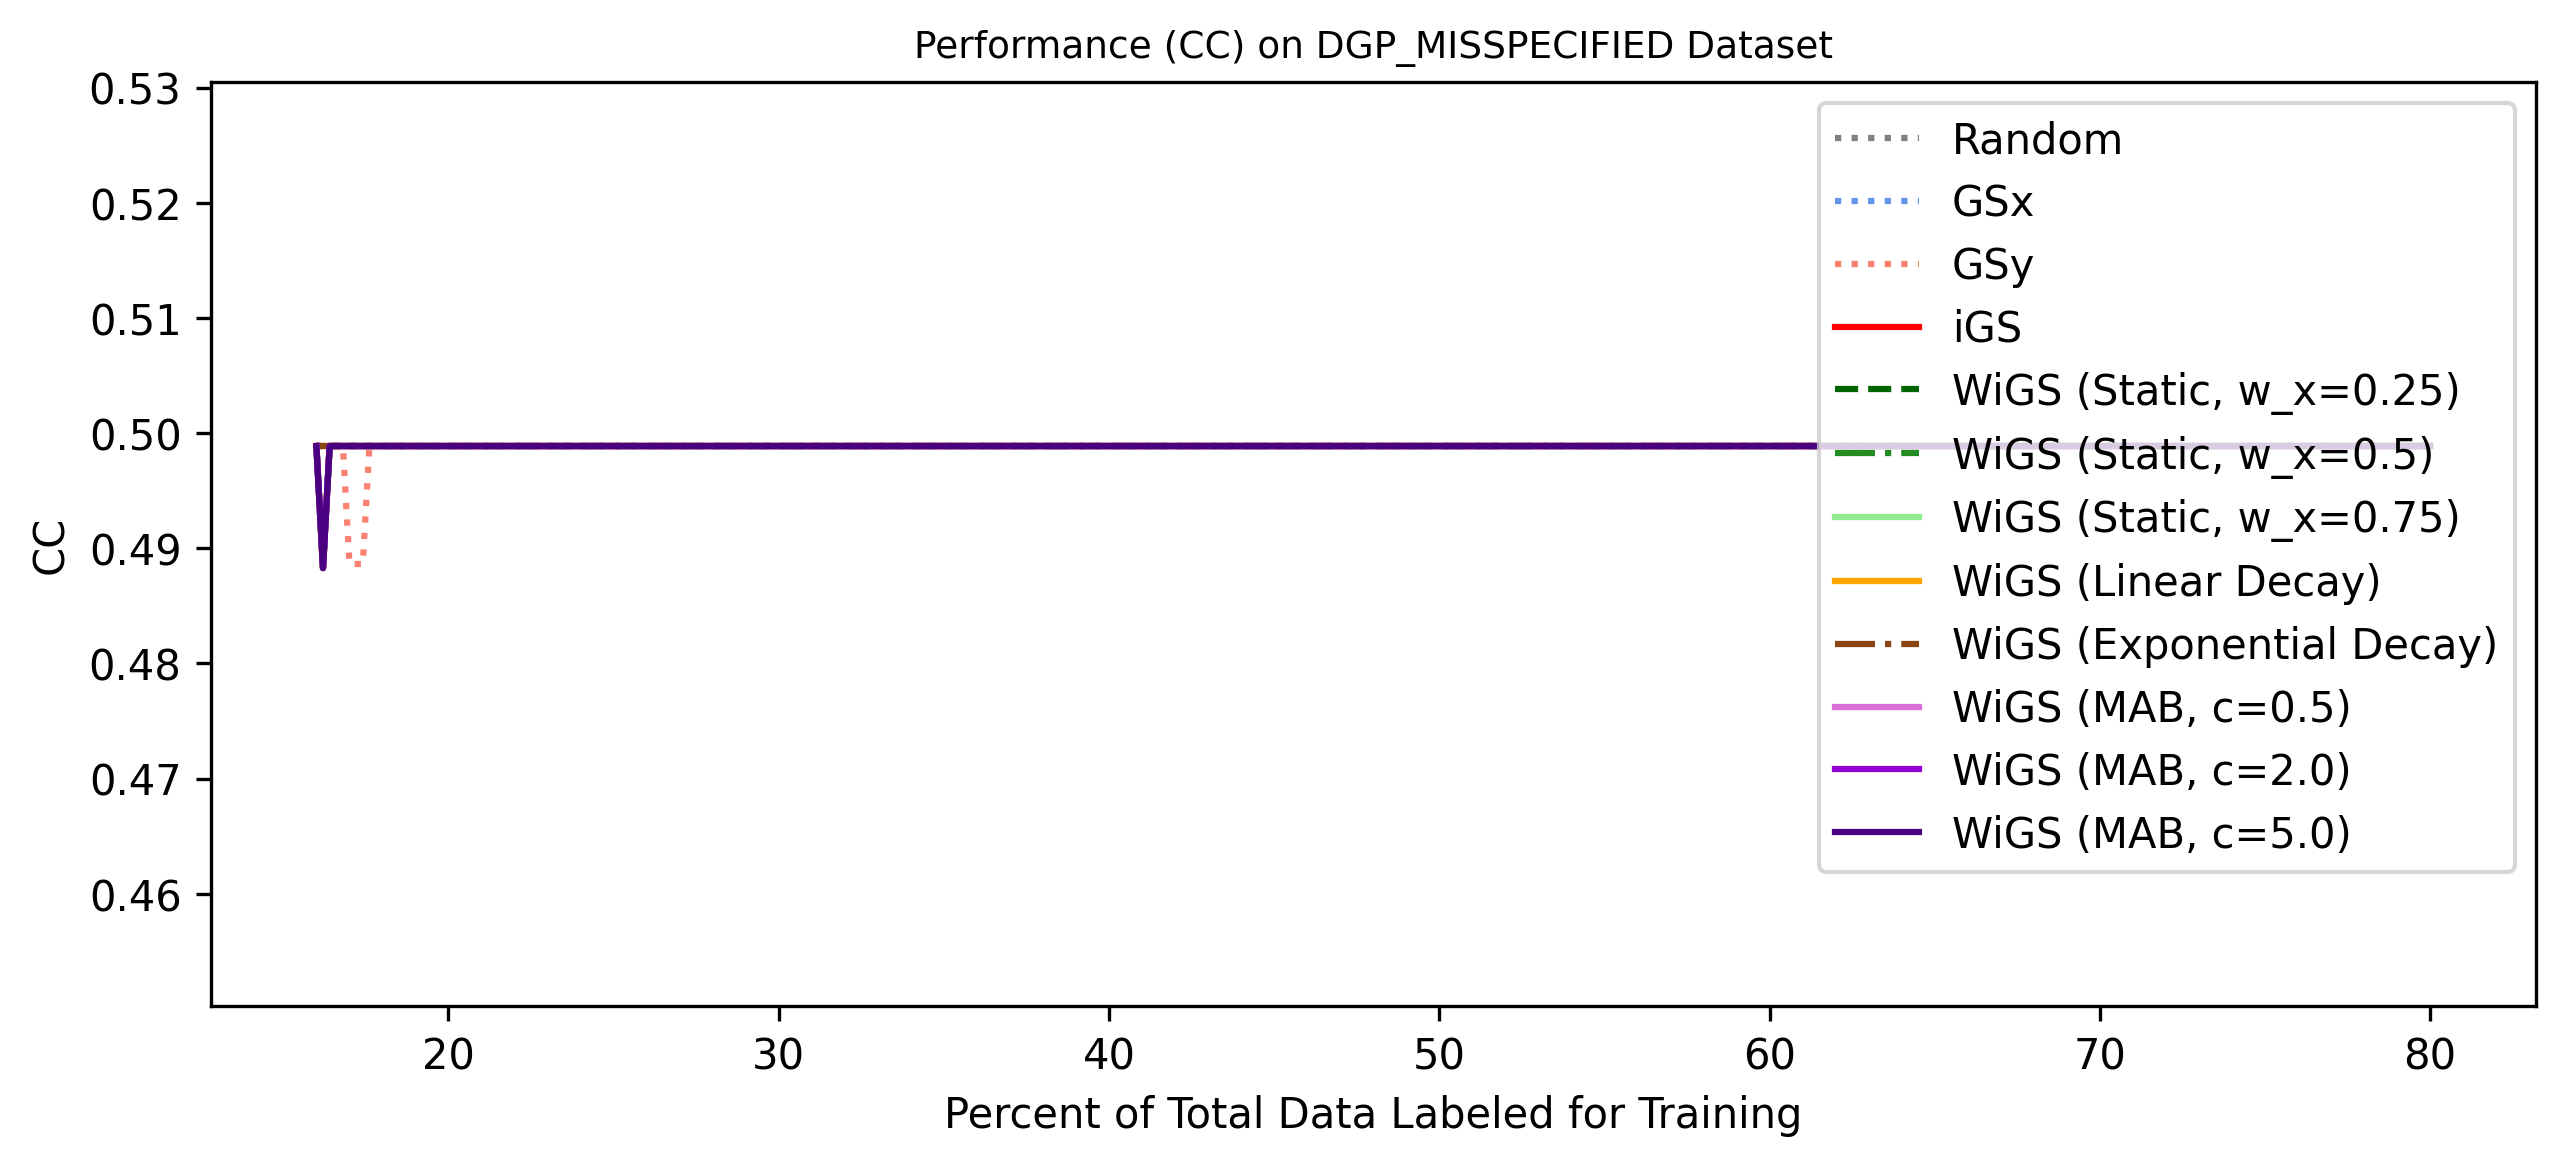 Performance (CC) on DGP_MISSPECIFIED Dataset
0.53
0.52
0.51
0.50
0.49
0.48
0.47
0.46
CC
Random
GSx
GSy
iGS
WiGS (Static, w_x=0.25)
WiGS (Static, w_x=0.5)
WiGS (Static, w_x=0.75)
WiGS (Linear Decay)
WiGS (Exponential Decay)
WiGS (MAB, c=0.5)
WiGS (MAB, c=2.0)
WiGS (MAB, c=5.0)
20 30 40 50 60 70 80
Percent of Total Data Labeled for Training